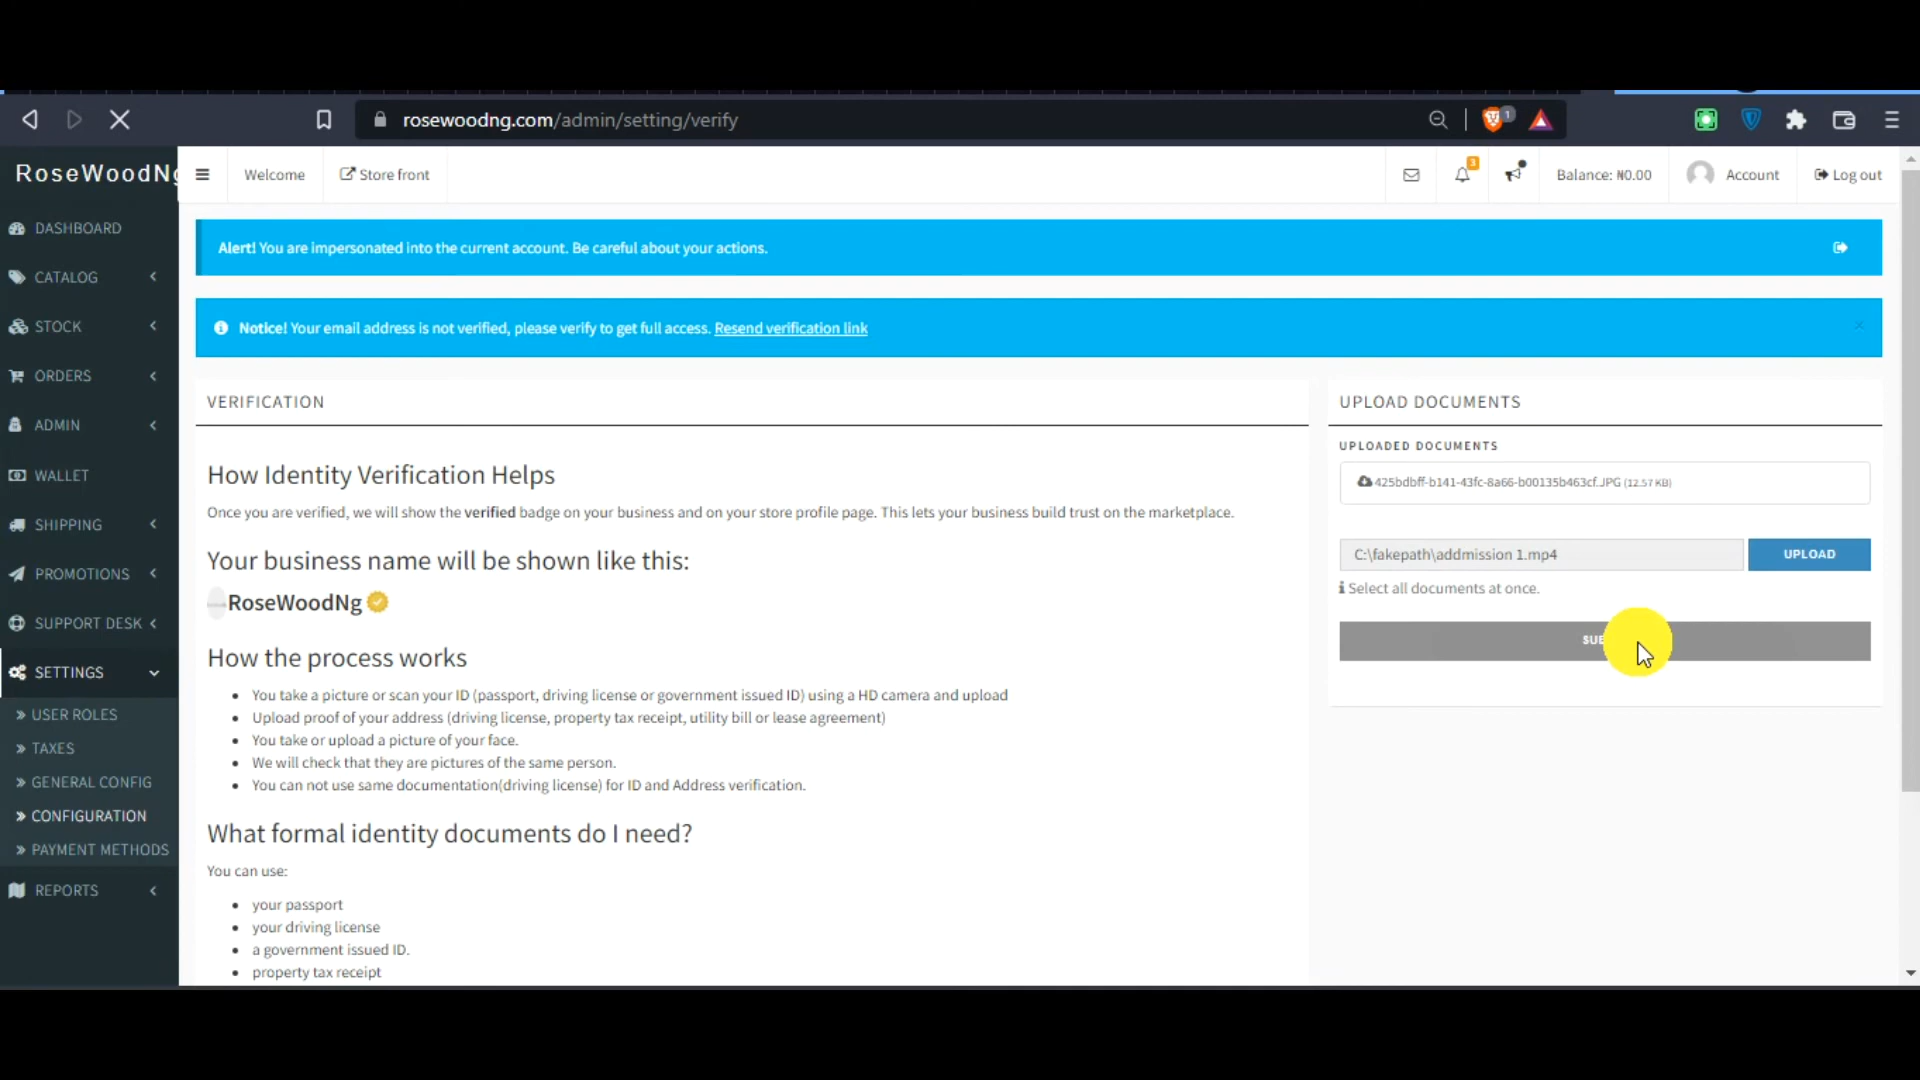 rosewoodng.com/admin/setting/verify
1
RoseWoodNg
Welcome
Store front
3
Balance: ₦0.00
Account
Log out
DASHBOARD
CATALOG
STOCK
ORDERS
ADMIN
WALLET
SHIPPING
PROMOTIONS
SUPPORT DESK
SETTINGS
» USER ROLES
» TAXES
» GENERAL CONFIG
» CONFIGURATION
» PAYMENT METHODS
REPORTS
Alert! You are impersonated into the current account. Be careful about your actions.
Notice! Your email address is not verified, please verify to get full access. Resend verification link
VERIFICATION
How Identity Verification Helps
Once you are verified, we will show the verified badge on your business and on your store profile page. This lets your business build trust on the marketplace.
Your business name will be shown like this:
RoseWoodNg
How the process works
• You take a picture or scan your ID (passport, driving license or government issued ID) using a HD camera and upload
• Upload proof of your address (driving license, property tax receipt, utility bill or lease agreement)
• You take or upload a picture of your face.
• We will check that they are pictures of the same person.
• You can not use same documentation(driving license) for ID and Address verification.
What formal identity documents do I need?
You can use:
• your passport
• your driving license
• a government issued ID.
• property tax receipt
UPLOAD DOCUMENTS
UPLOADED DOCUMENTS
425bdbff-b141-43fc-8a66-b00135b463cf.JPG (12.57 KB)
C:\fakepath\addmission 1.mp4
UPLOAD
Select all documents at once.